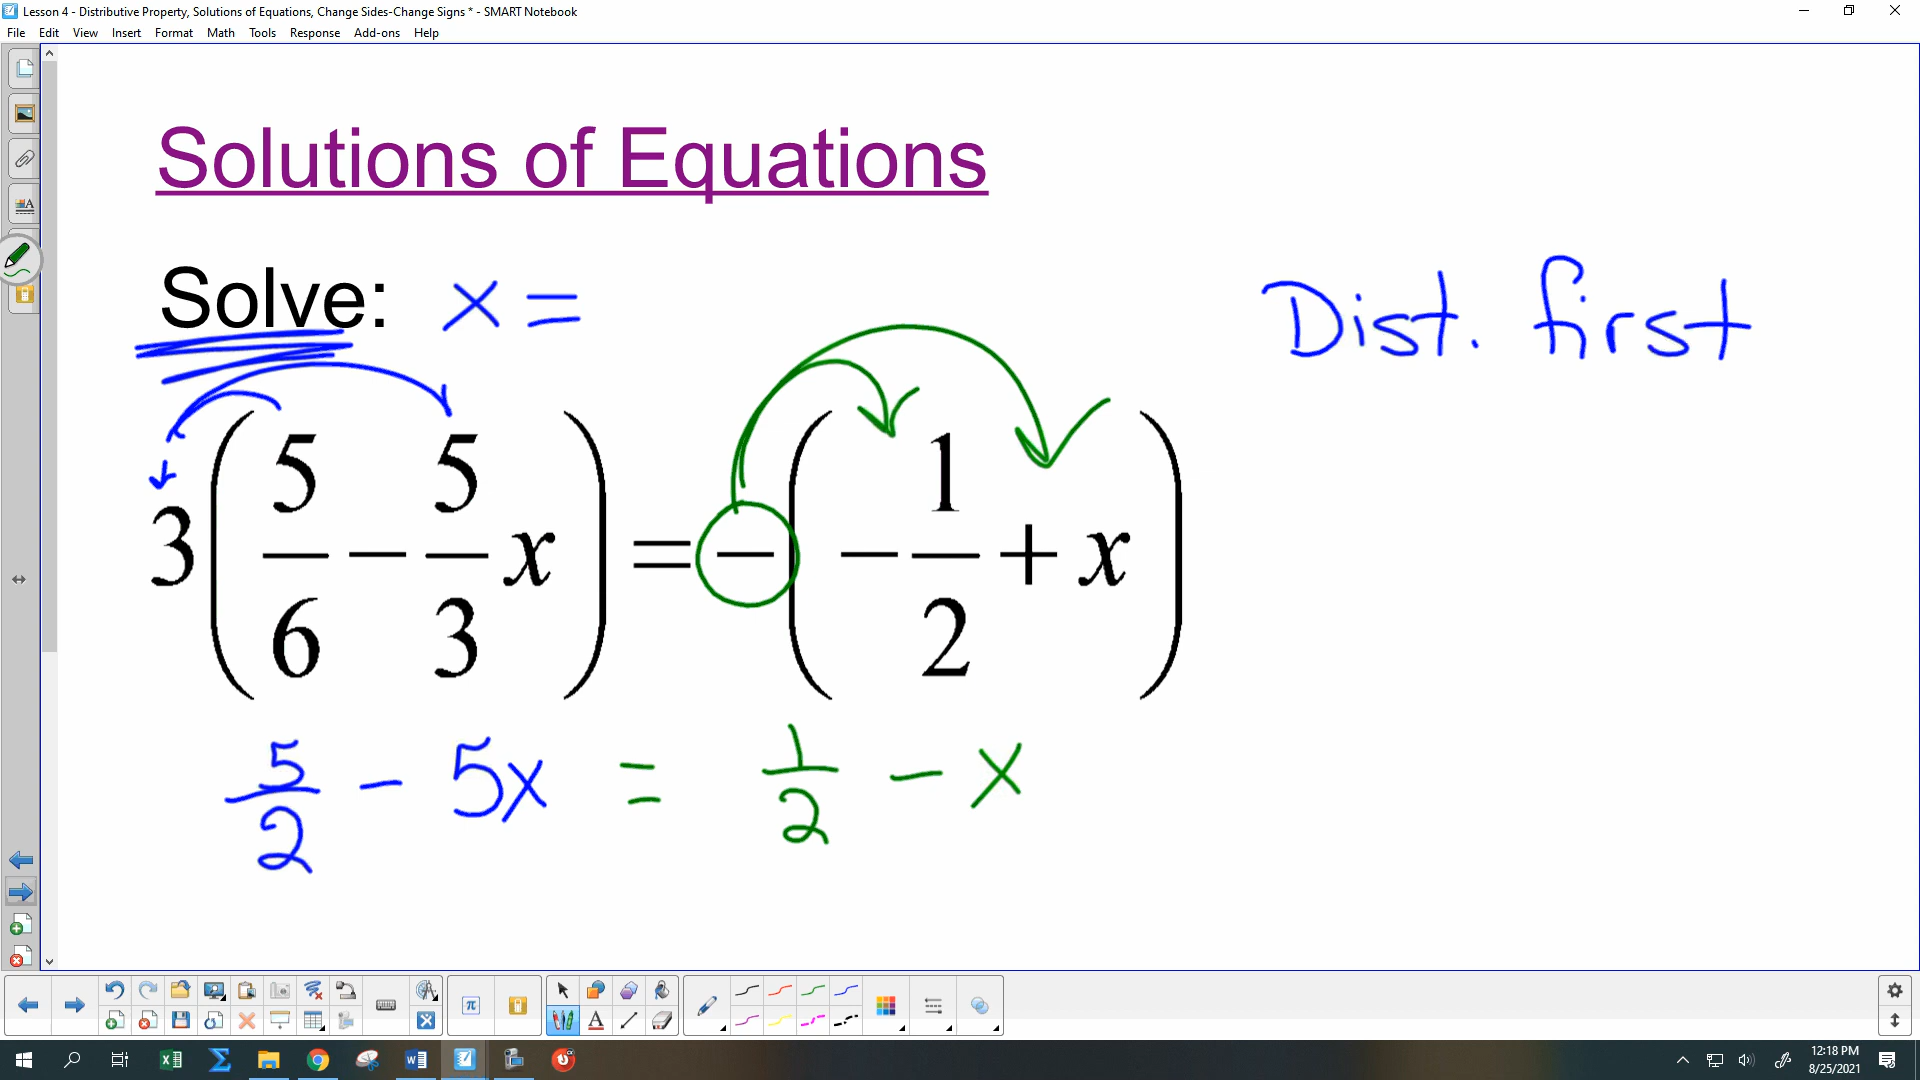 Lesson 4 - Distributive Property, Solutions of Equations, Change Sides-Change Signs * - SMART Notebook
File Edit View Insert Format Math Tools Response Add-ons Help
Solutions of Equations
Solve: x =
Dist. first
3(5/6 − 5/3 x) = −(−1/2 + x)
5/2 − 5x = 1/2 − x
12:18 PM
8/25/2021